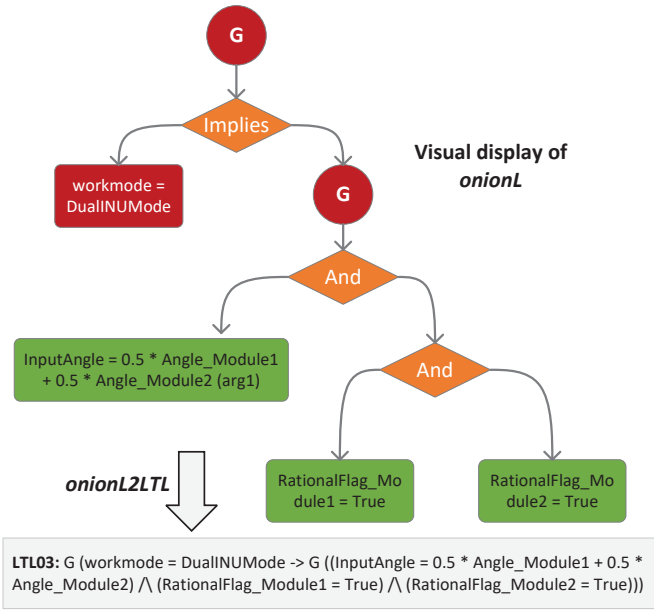 G
Implies
Visual display of
onionL
workmode =
DualINUMode
G
And
InputAngle = 0.5 * Angle_Module1
+ 0.5 * Angle_Module2 (arg1)
And
onionL2LTL
RationalFlag_Mo
dule1 = True
RationalFlag_Mo
dule2 = True
LTL03: G (workmode = DualINUMode -> G ((InputAngle = 0.5 * Angle_Module1 + 0.5 *
Angle_Module2) /\ (RationalFlag_Module1 = True) /\ (RationalFlag_Module2 = True)))